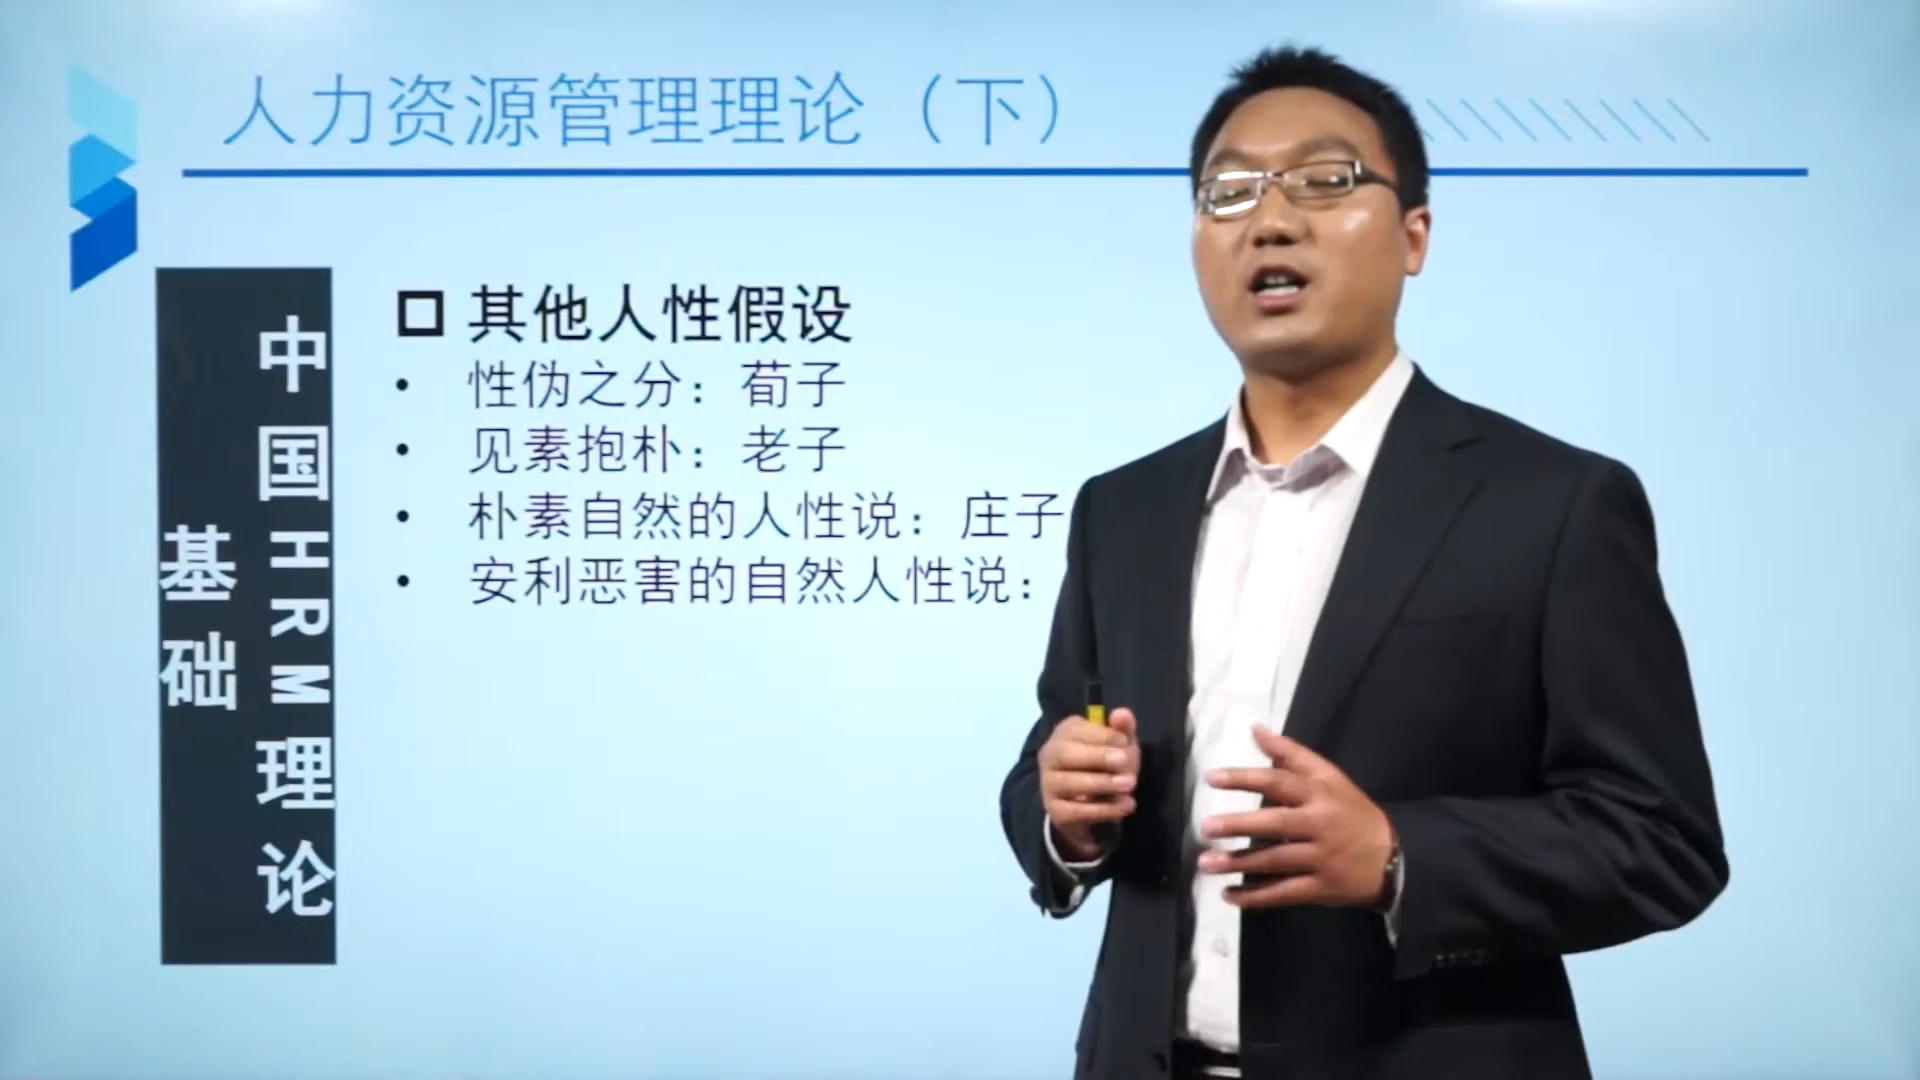 人力资源管理理论（下）
中国HRM理论
基础
其他人性假设
• 性伪之分：荀子
• 见素抱朴：老子
• 朴素自然的人性说：庄子
• 安利恶害的自然人性说：